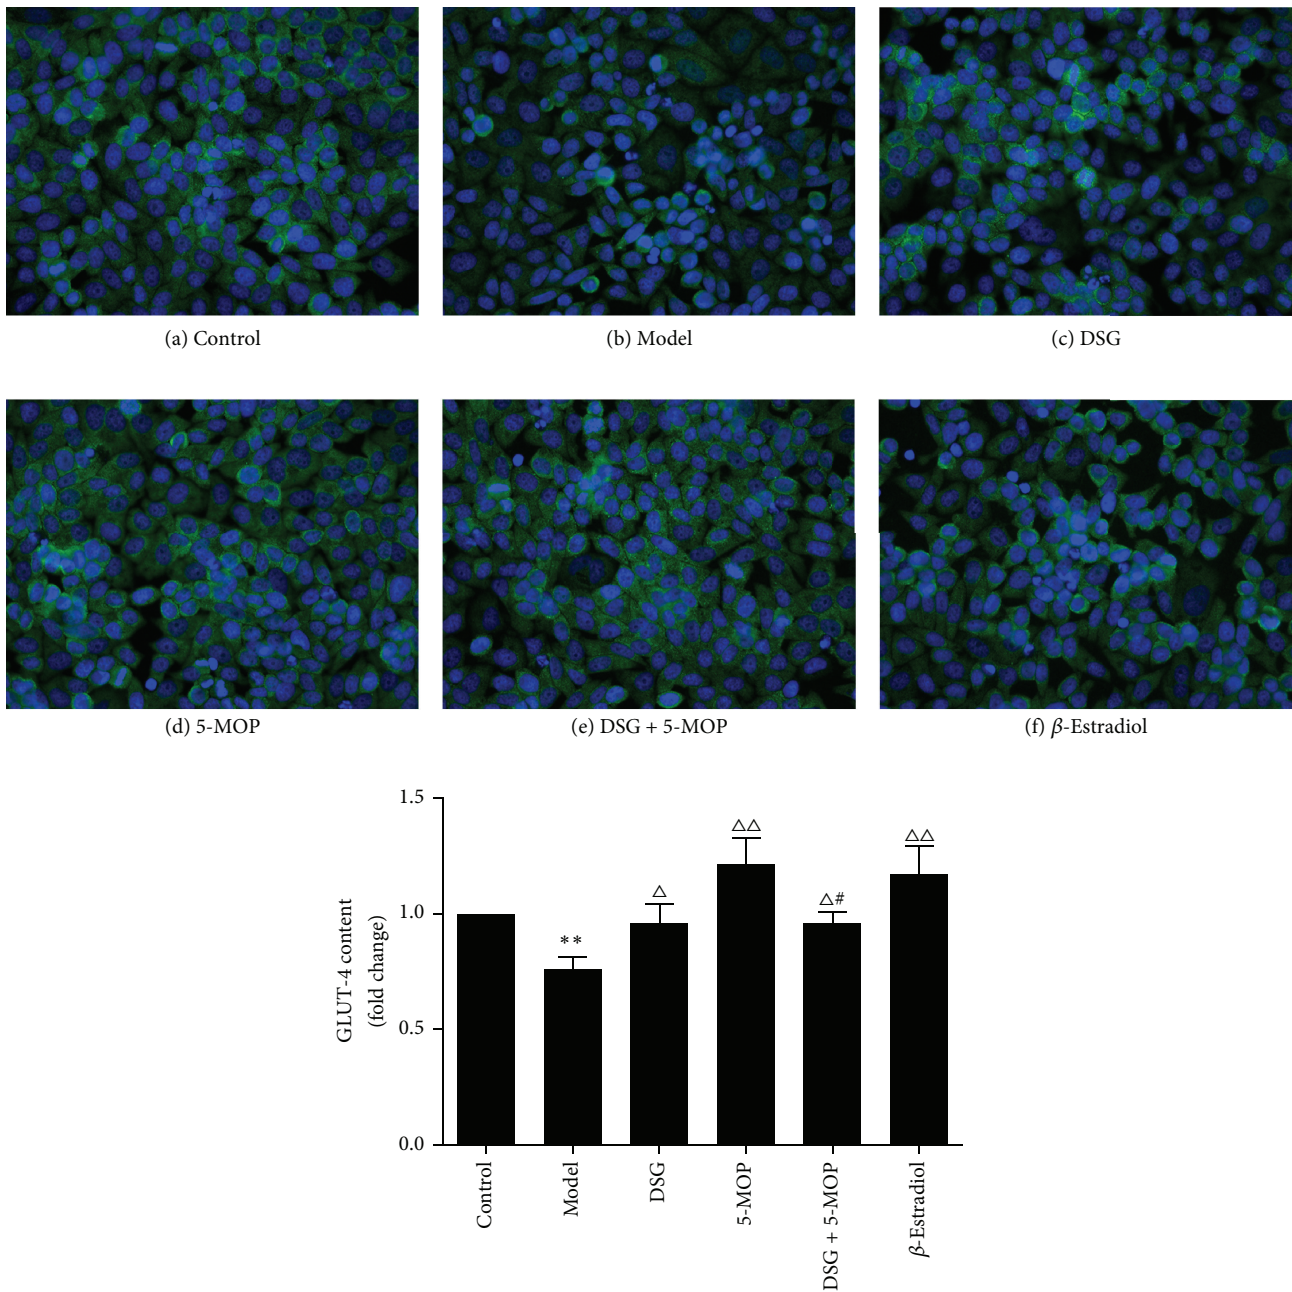 (a) Control
(b) Model
(c) DSG
(d) 5-MOP
(e) DSG + 5-MOP
(f) β-Estradiol
GLUT-4 content
(fold change)
1.5
1.0
0.5
0.0
**
△
△△
△#
△△
Control
Model
DSG
5-MOP
DSG + 5-MOP
β-Estradiol